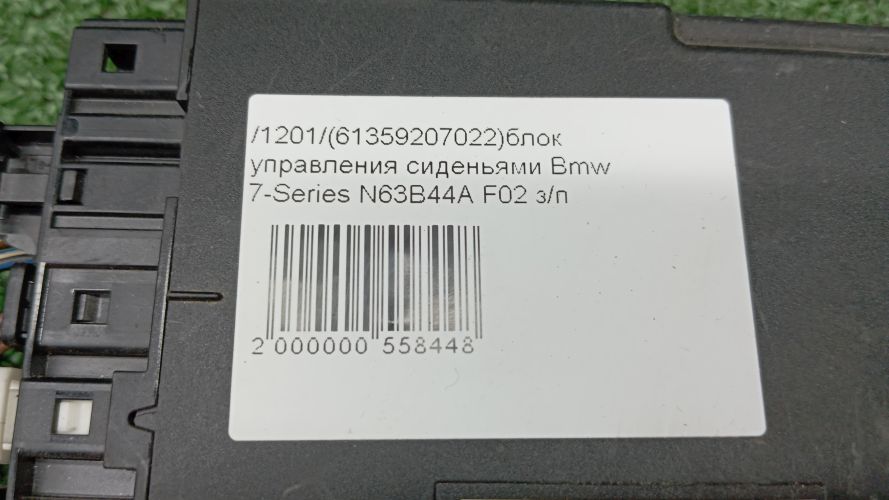 /1201/(61359207022)блок
управления сиденьями Bmw
7-Series N63B44A F02 з/п
2 000000 558448